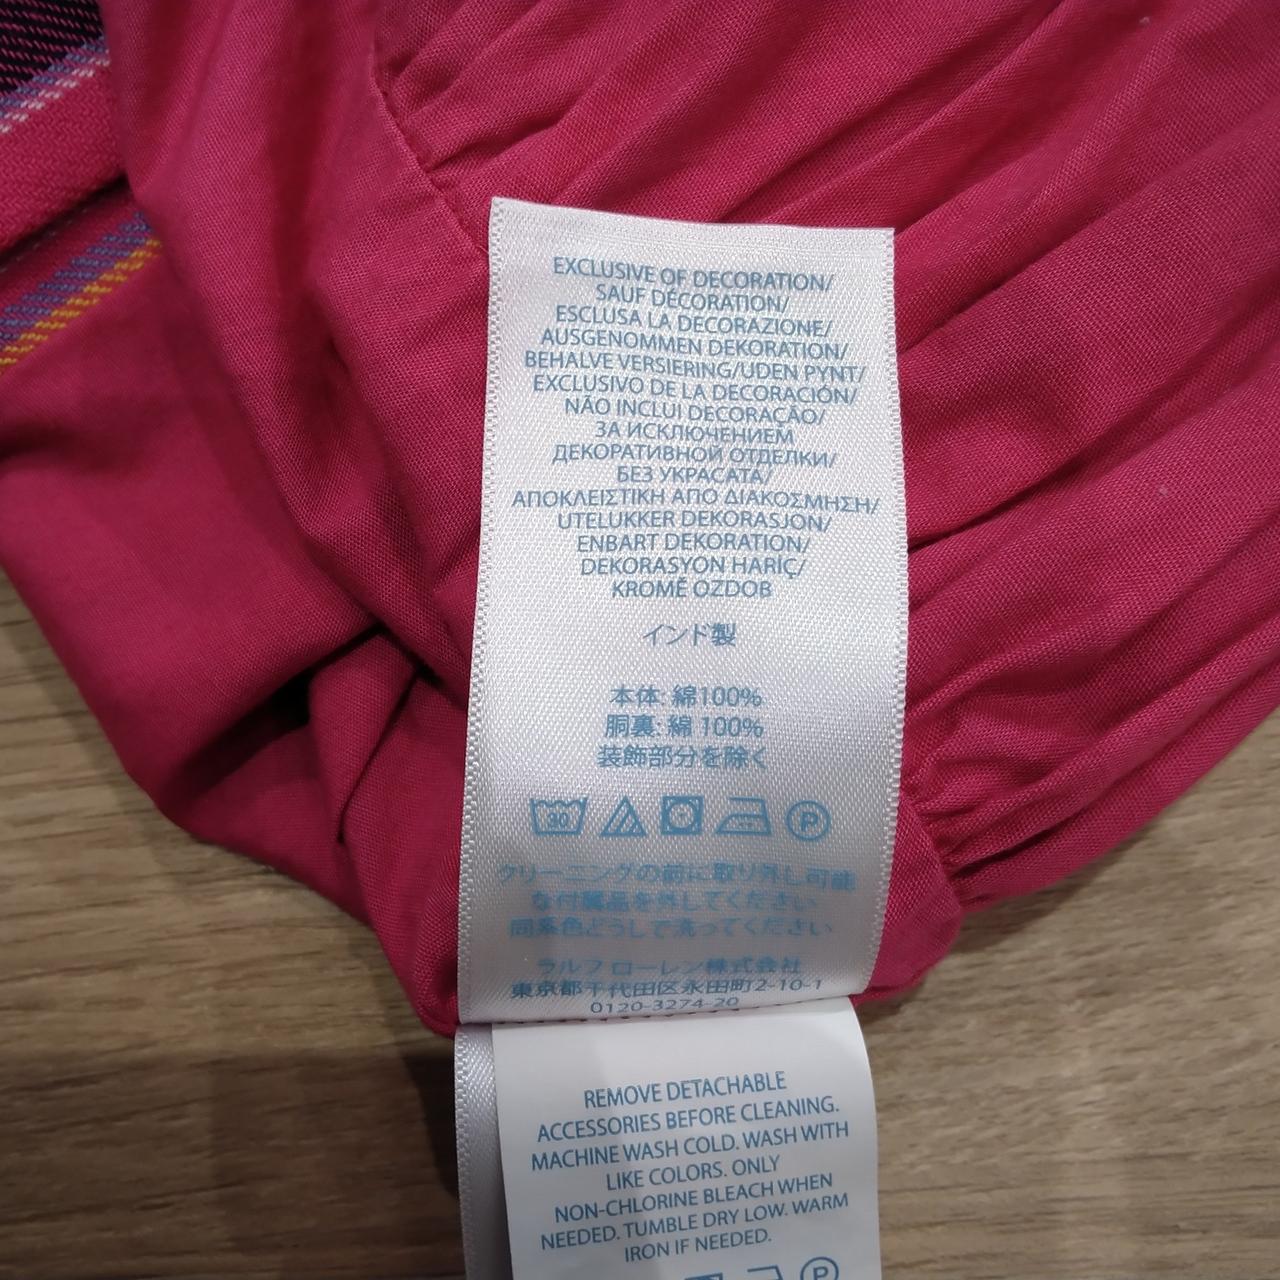 EXCLUSIVE OF DECORATION/
SAUF DÉCORATION/
ESCLUSA LA DECORAZIONE/
AUSGENOMMEN DEKORATION/
BEHALVE VERSIERING/UDEN PYNT/
EXCLUSIVO DE LA DECORACIÓN/
NÃO INCLUI DECORAÇÃO/
ЗА ИСКЛЮЧЕНИЕМ
ДЕКОРАТИВНОЙ ОТДЕЛКИ/
БЕЗ УКРАСАТА/
ΑΠΟΚΛΕΙΣΤΙΚΗ ΑΠΟ ΔΙΑΚΟΣΜΗΣΗ/
UTELUKKER DEKORASJON/
ENBART DEKORATION/
DEKORASYON HARİÇ/
KROMĚ OZDOB
インド製
本体: 綿100%
胴裏: 綿 100%
装飾部分を除く
30 P
クリーニングの前に取り外し可能
な付属品を外してください
同系色どうしで洗ってください
ラルフ ローレン株式会社
東京都千代田区永田町2-10-1
0120-3274-20
REMOVE DETACHABLE
ACCESSORIES BEFORE CLEANING.
MACHINE WASH COLD. WASH WITH
LIKE COLORS. ONLY
NON-CHLORINE BLEACH WHEN
NEEDED. TUMBLE DRY LOW. WARM
IRON IF NEEDED.
P